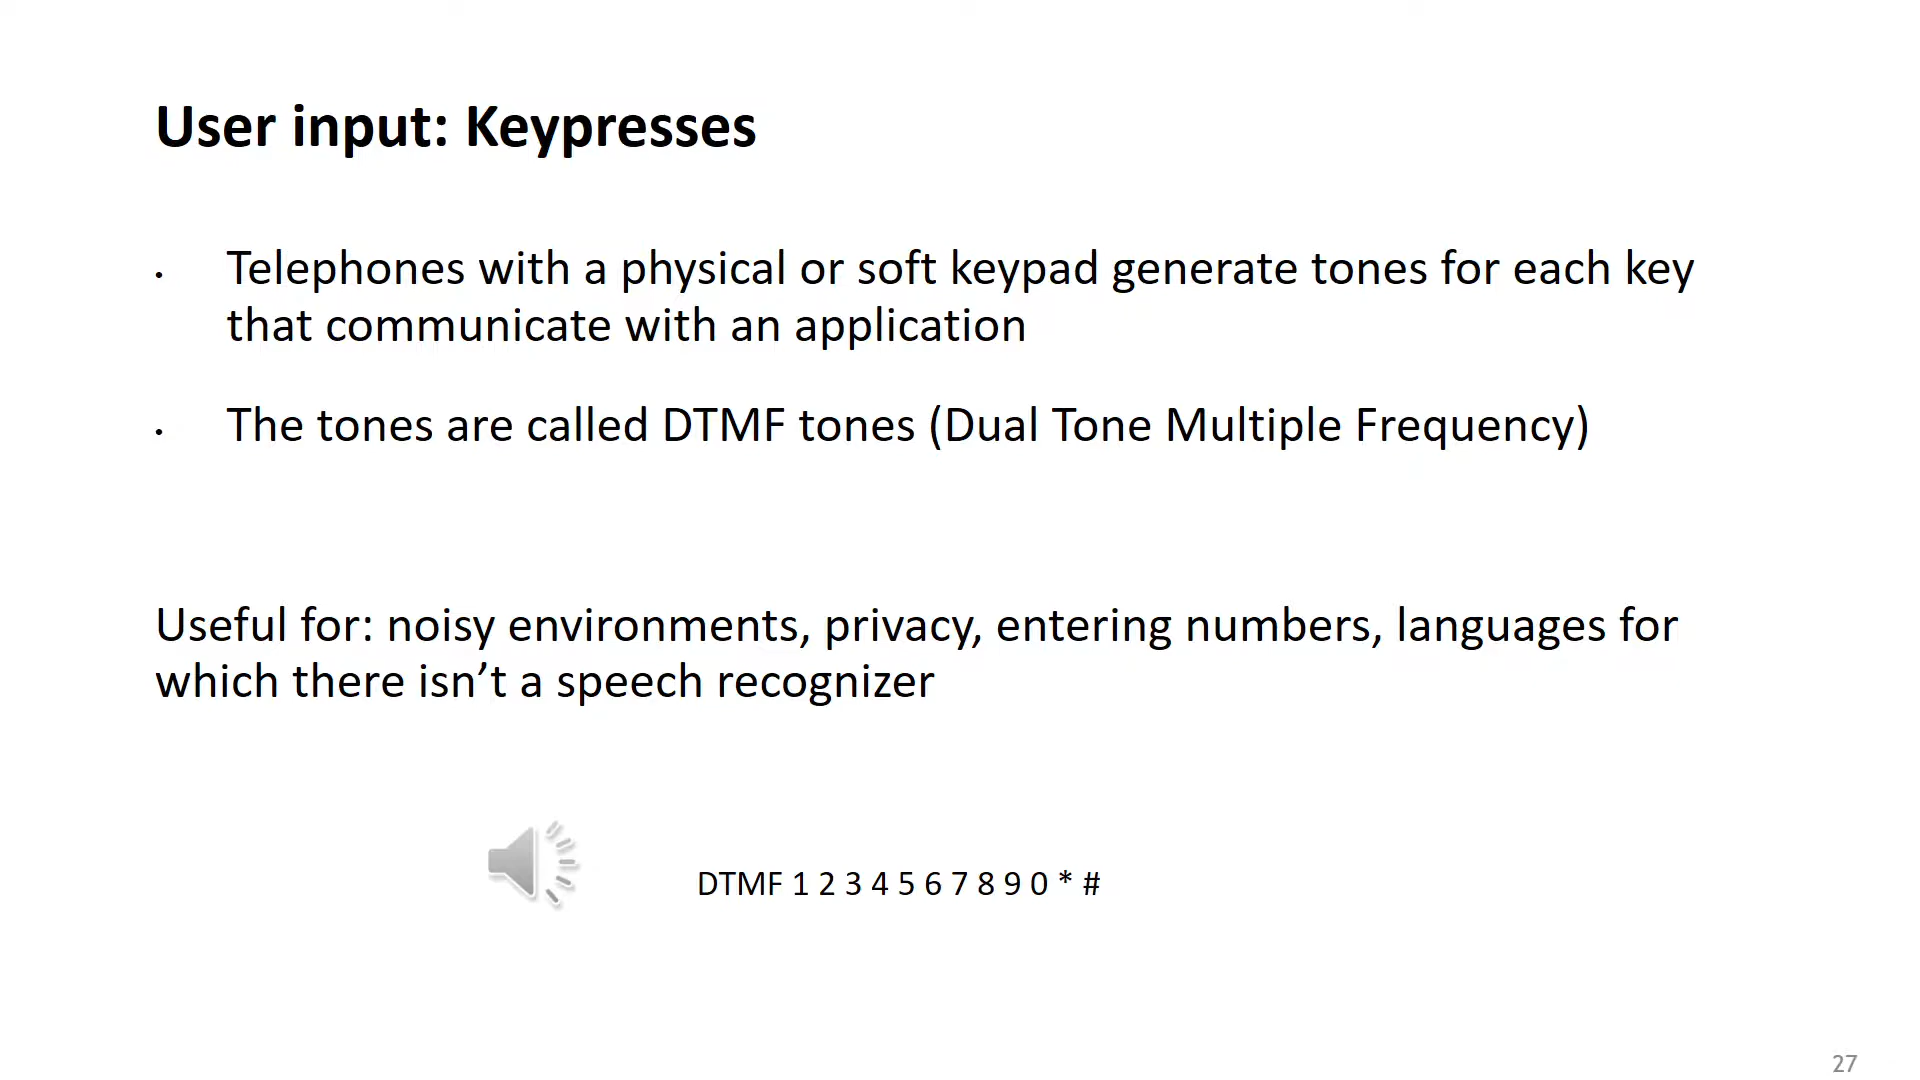 User input: Keypresses
• Telephones with a physical or soft keypad generate tones for each key
that communicate with an application
• The tones are called DTMF tones (Dual Tone Multiple Frequency)
Useful for: noisy environments, privacy, entering numbers, languages for
which there isn’t a speech recognizer
DTMF 1 2 3 4 5 6 7 8 9 0 * #
27